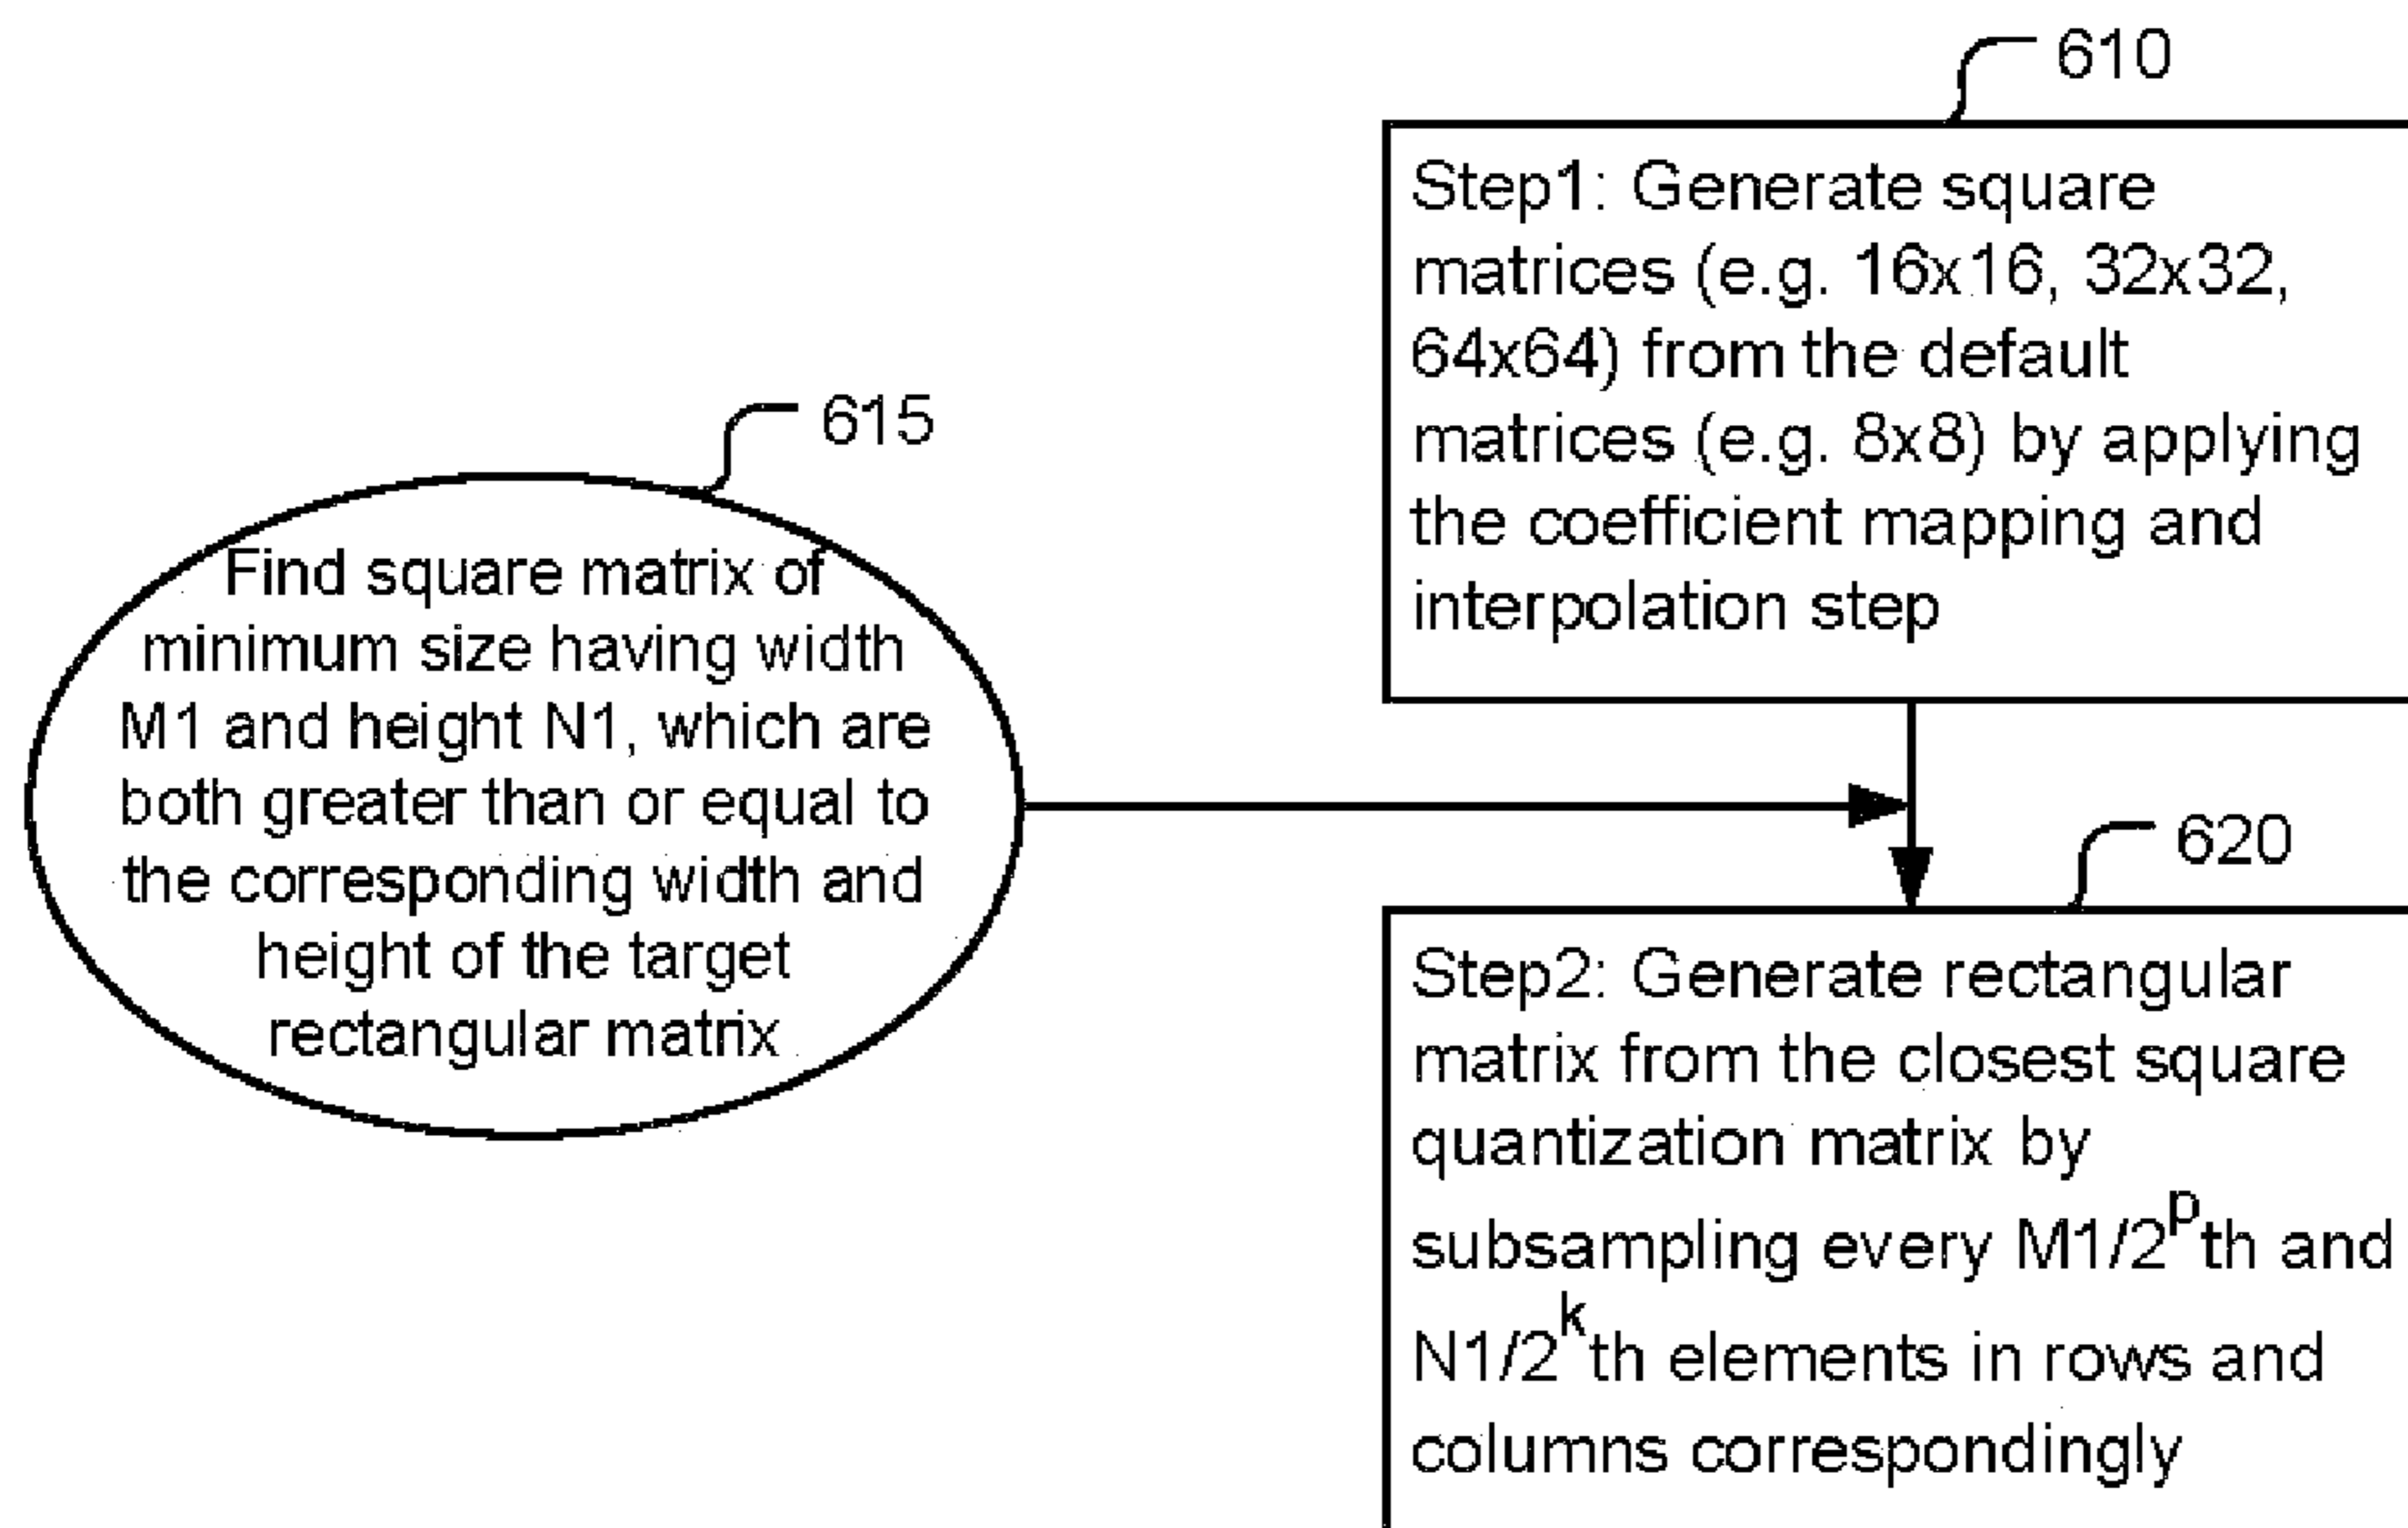 610
Step1: Generate square
matrices (e.g. 16x16, 32x32,
64x64) from the default
matrices (e.g. 8x8) by applying
the coefficient mapping and
interpolation step
615
Find square matrix of
minimum size having width
M1 and height N1, which are
both greater than or equal to
the corresponding width and
height of the target
rectangular matrix
620
Step2: Generate rectangular
matrix from the closest square
quantization matrix by
subsampling every M1/2^p th and
N1/2^k th elements in rows and
columns correspondingly